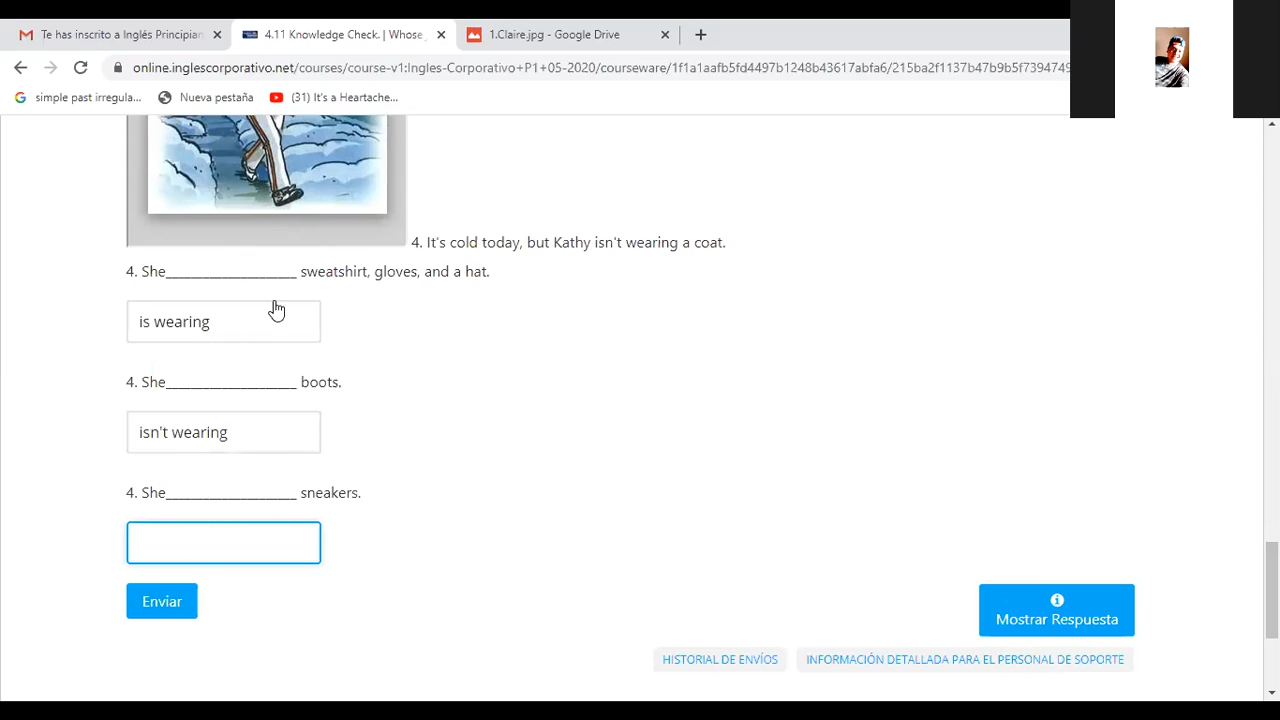 Te has inscrito a Inglés Principian
4.11 Knowledge Check. | Whose
1.Claire.jpg - Google Drive
online.inglescorporativo.net/courses/course-v1:Ingles-Corporativo+P1+05-2020/courseware/1f1a1aafb5fd4497b1248b43617abfa6/215ba2f1137b47b9b5f7394749
simple past irregula...
Nueva pestaña
(31) It's a Heartache...
4. It's cold today, but Kathy isn't wearing a coat.
4. She___________________ sweatshirt, gloves, and a hat.
is wearing
4. She___________________ boots.
isn't wearing
4. She___________________ sneakers.
Enviar
Mostrar Respuesta
HISTORIAL DE ENVÍOS
INFORMACIÓN DETALLADA PARA EL PERSONAL DE SOPORTE